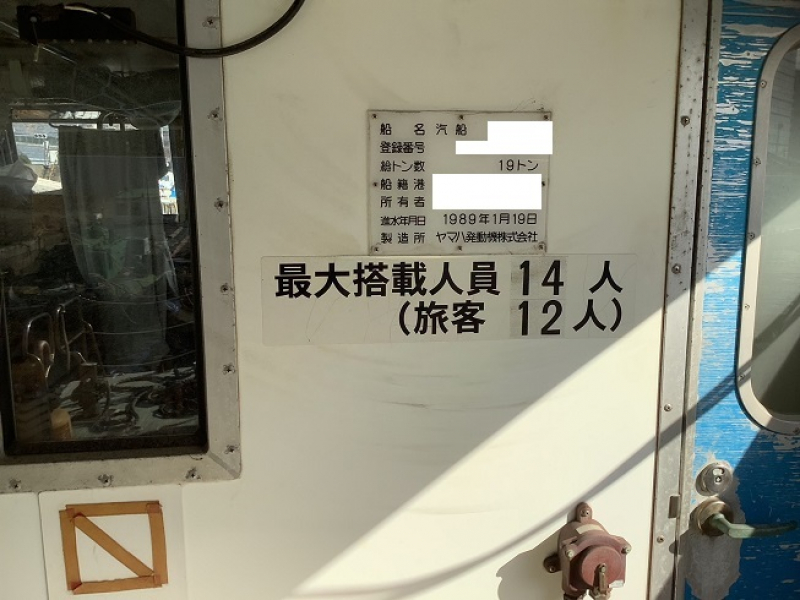 船名 汽船
登録番号
総トン数 19トン
船籍港
所有者
進水年月日 1989年1月19日
製造所 ヤマハ発動機株式会社
最大搭載人員 14 人
(旅客 12人)